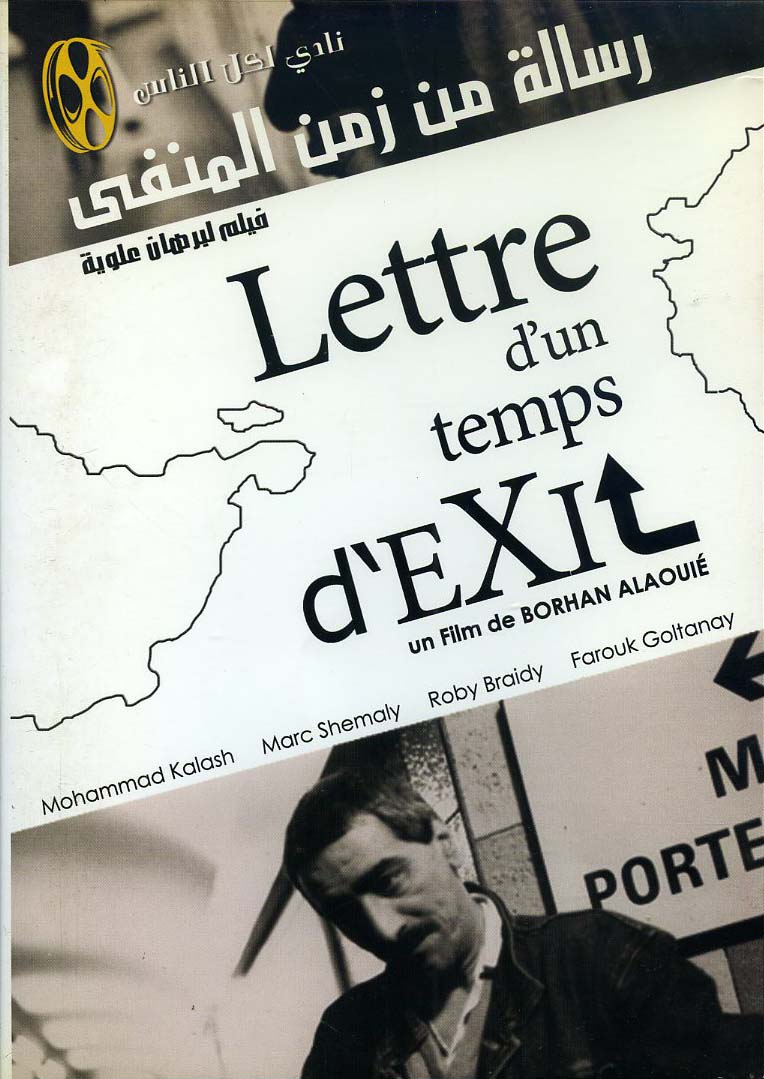 نادي لكل الناس
رسالة من زمن المنفى
فيلم لبرهان علوية
Lettre
d'un
temps
d'EXIL
un Film de BORHAN ALAOUIÉ
Mohammad Kalash Marc Shemaly Roby Braidy Farouk Goltanay
M
PORTE